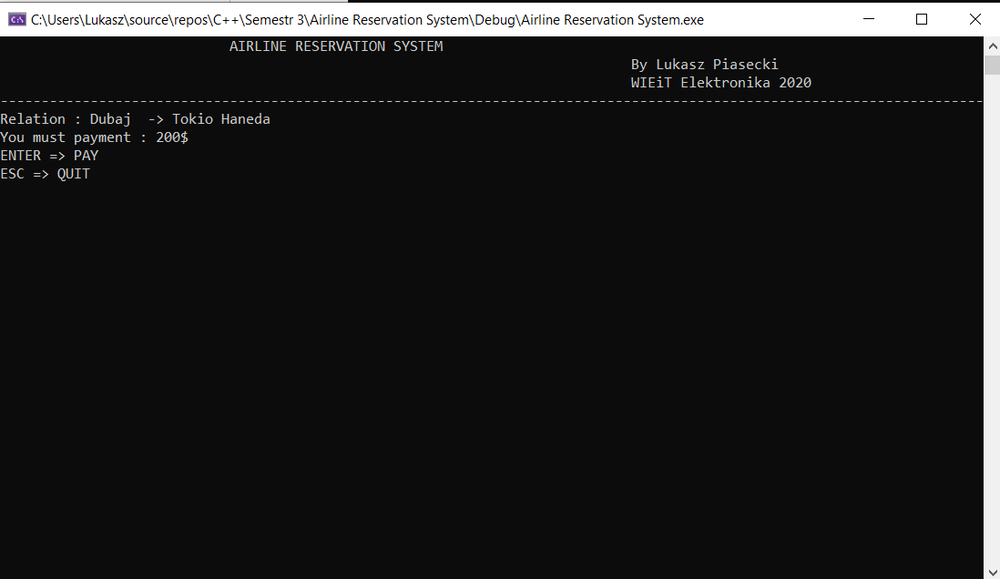 C:\Users\Lukasz\source\repos\C++\Semestr 3\Airline Reservation System\Debug\Airline Reservation System.exe
AIRLINE RESERVATION SYSTEM
By Lukasz Piasecki
WIEiT Elektronika 2020
------------------------------------------------------------------------------------------------------------------------
Relation : Dubaj  -> Tokio Haneda
You must payment : 200$
ENTER => PAY
ESC => QUIT